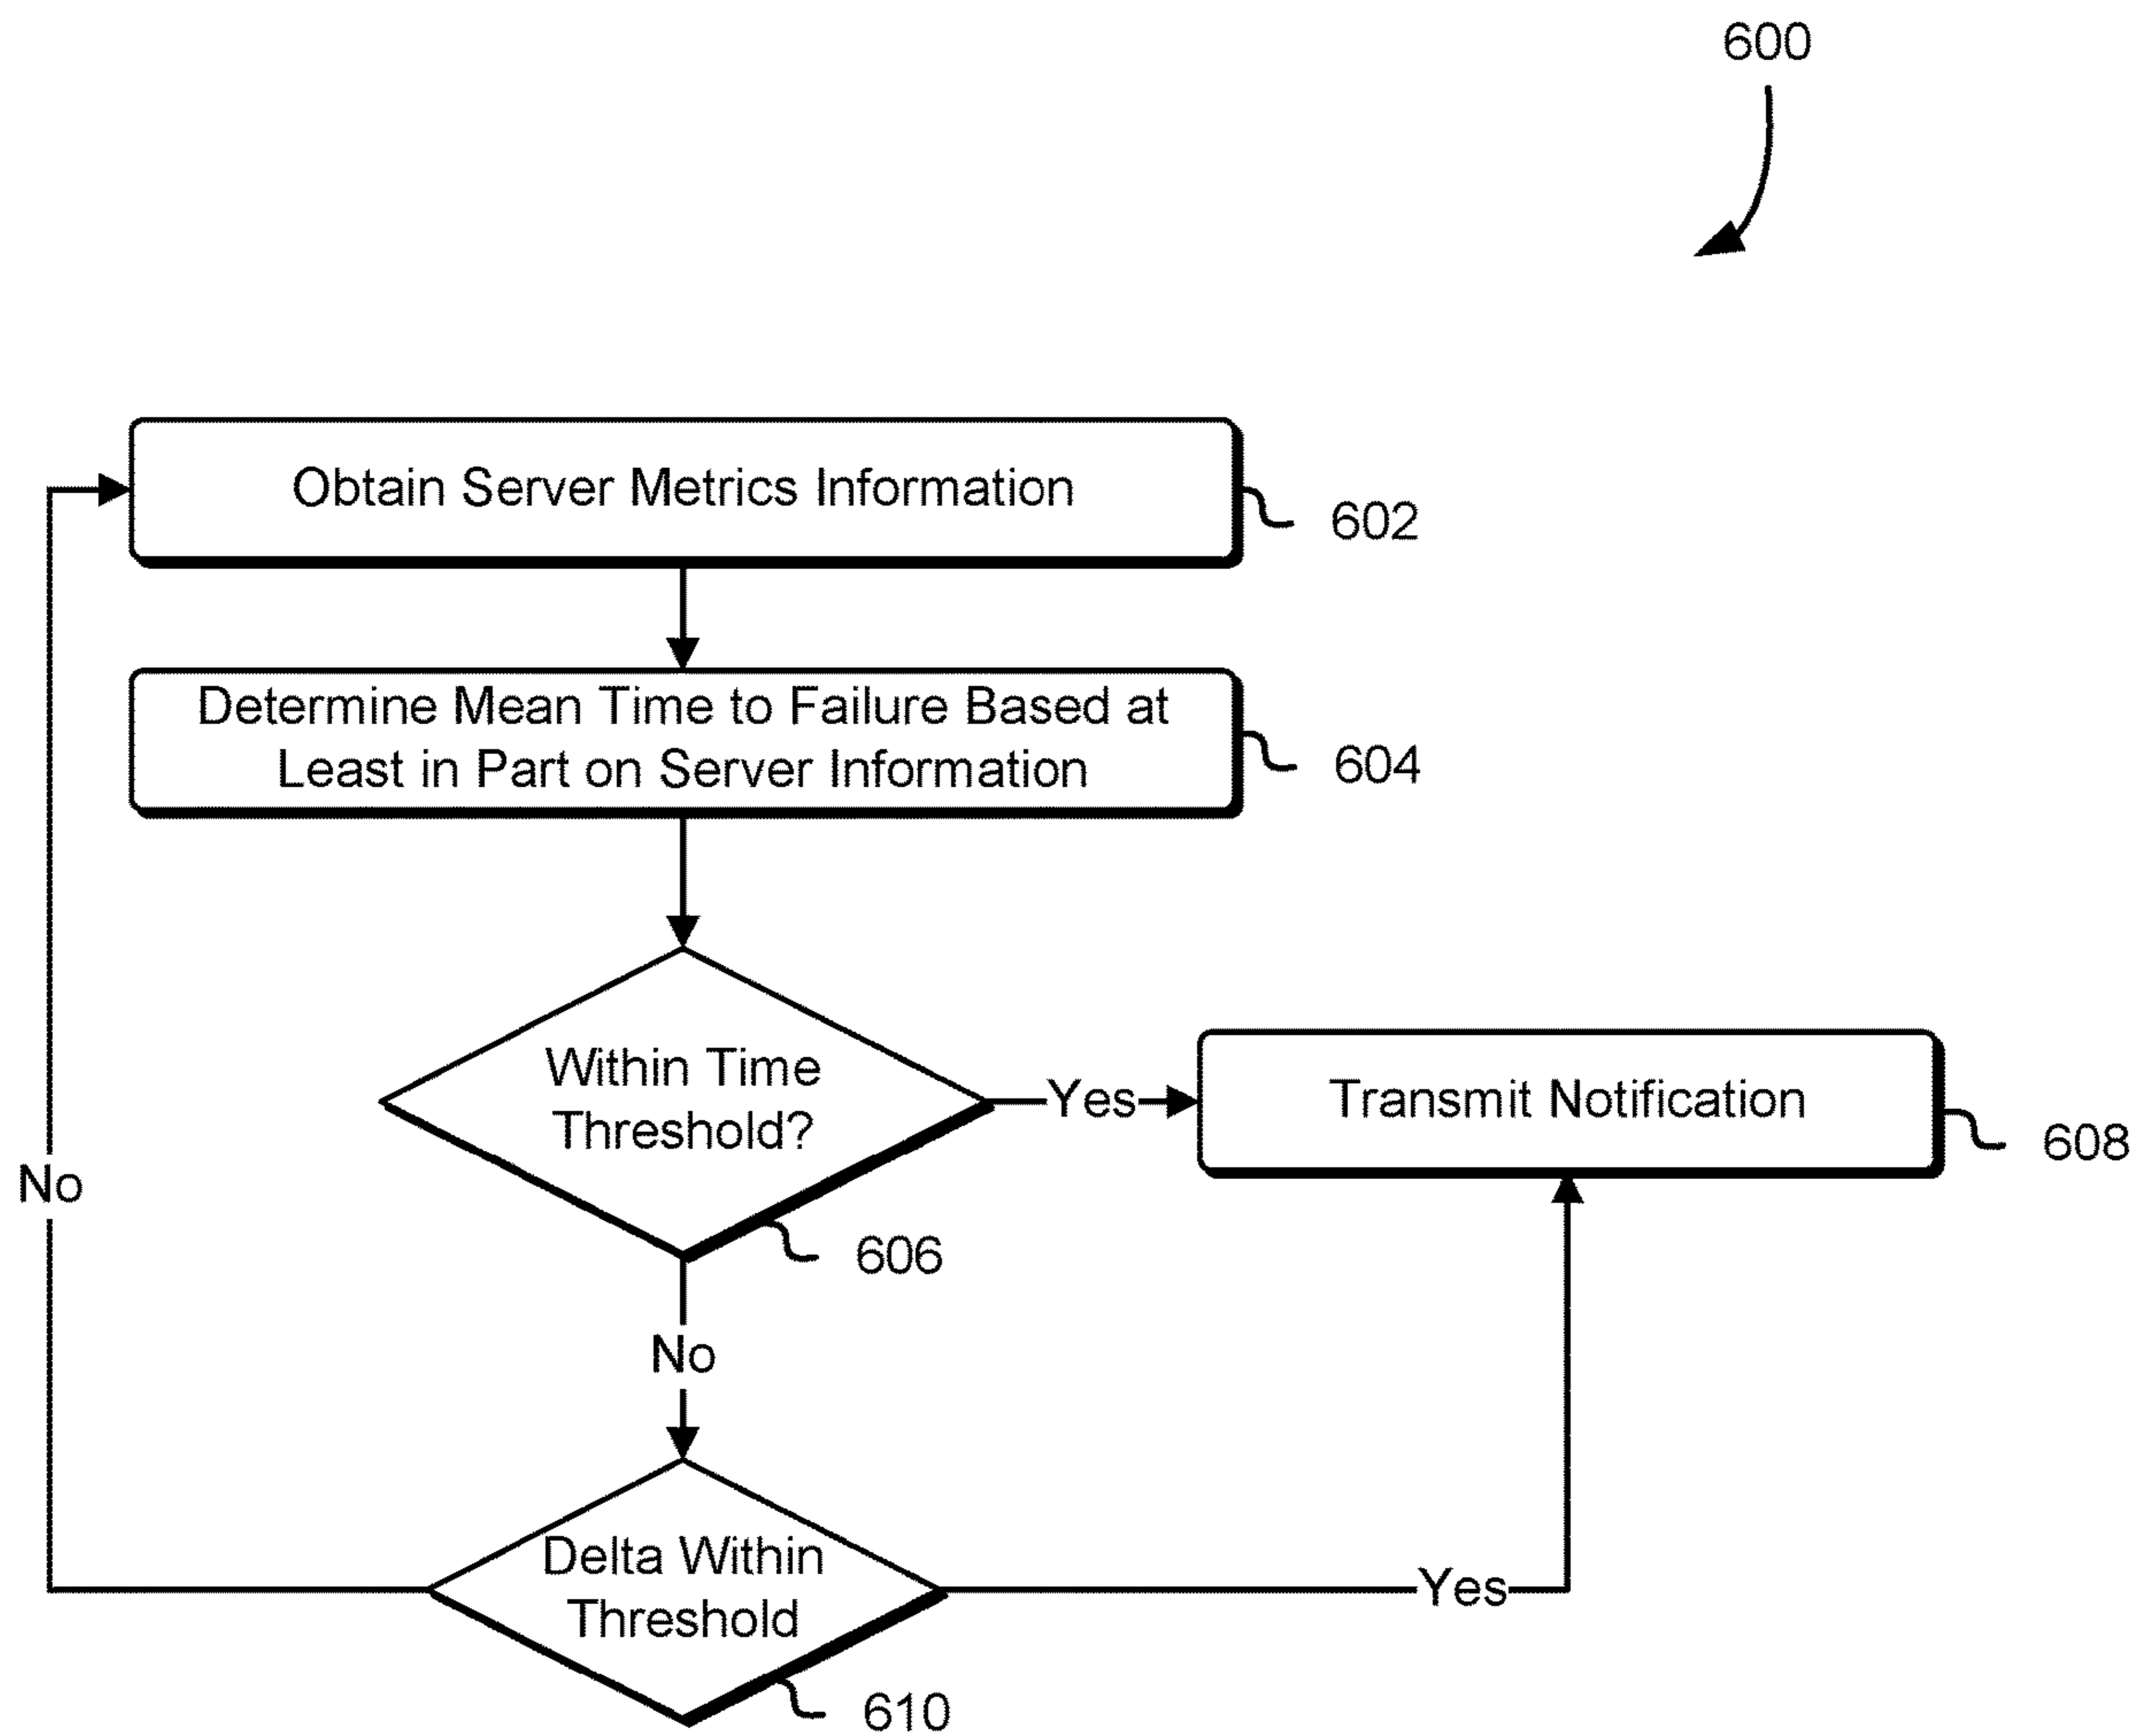 600
Obtain Server Metrics Information
602
Determine Mean Time to Failure Based at
Least in Part on Server Information
604
Within Time
Threshold?
606
Yes
Transmit Notification
608
No
No
Delta Within
Threshold
610
Yes